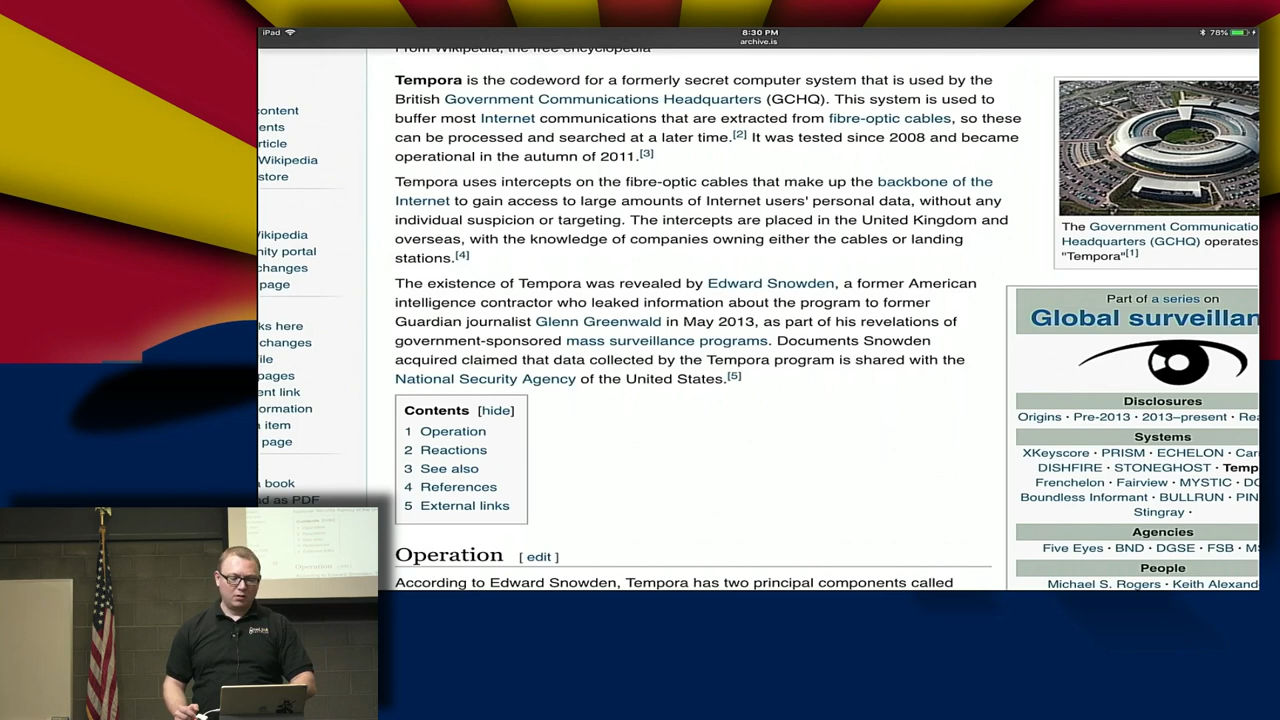 iPad
8:30 PM
78%
archive.is
From Wikipedia, the free encyclopedia
Tempora is the codeword for a formerly secret computer system that is used by the
British Government Communications Headquarters (GCHQ). This system is used to
buffer most Internet communications that are extracted from fibre-optic cables, so these
can be processed and searched at a later time.[2] It was tested since 2008 and became
operational in the autumn of 2011.[3]
Tempora uses intercepts on the fibre-optic cables that make up the backbone of the
Internet to gain access to large amounts of Internet users' personal data, without any
individual suspicion or targeting. The intercepts are placed in the United Kingdom and
overseas, with the knowledge of companies owning either the cables or landing
stations.[4]
The existence of Tempora was revealed by Edward Snowden, a former American
intelligence contractor who leaked information about the program to former
Guardian journalist Glenn Greenwald in May 2013, as part of his revelations of
government-sponsored mass surveillance programs. Documents Snowden
acquired claimed that data collected by the Tempora program is shared with the
National Security Agency of the United States.[5]
Contents [hide]
1 Operation
2 Reactions
3 See also
4 References
5 External links
Operation [ edit ]
According to Edward Snowden, Tempora has two principal components called
content
ents
rticle
Wikipedia
store
ikipedia
nity portal
changes
page
ks here
changes
ile
pages
ent link
ormation
item
page
book
d as PDF
The Government Communicatio
Headquarters (GCHQ) operates
"Tempora"[1]
Part of a series on
Global surveillan
Disclosures
Origins · Pre-2013 · 2013–present · Rea
Systems
XKeyscore · PRISM · ECHELON · Car
DISHFIRE · STONEGHOST · Temp
Frenchelon · Fairview · MYSTIC · DC
Boundless Informant · BULLRUN · PIN
Stingray ·
Agencies
Five Eyes · BND · DGSE · FSB · MS
People
Michael S. Rogers · Keith Alexand